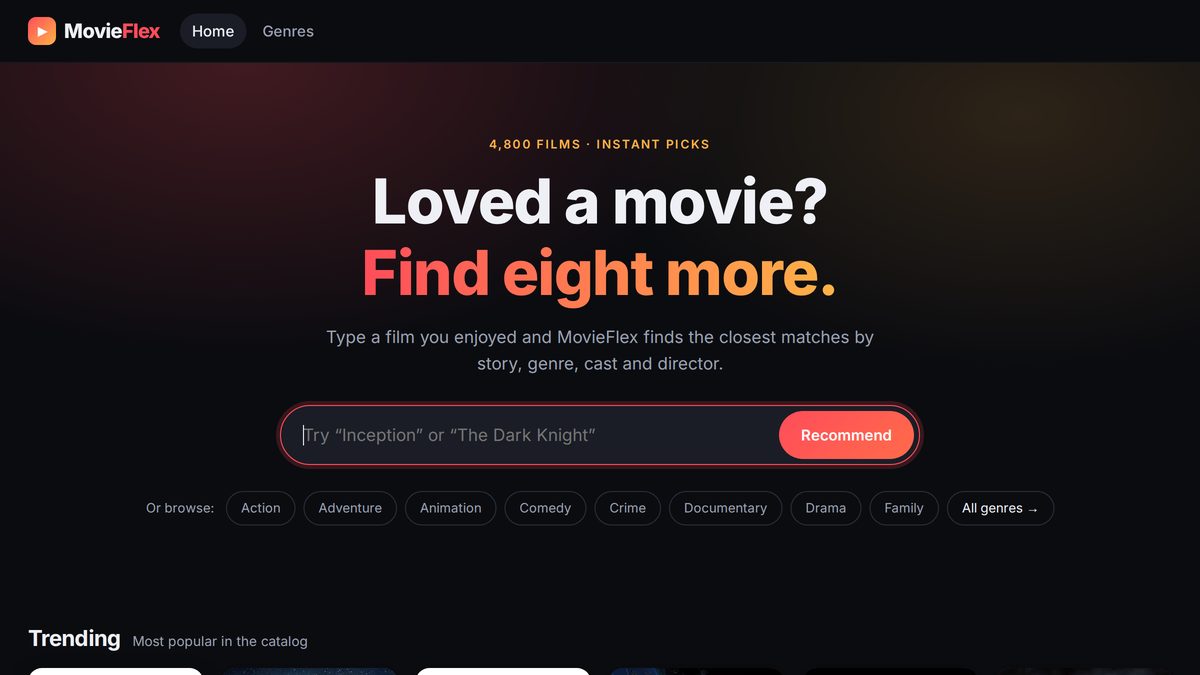 MovieFlex Home Genres
4,800 FILMS · INSTANT PICKS
Loved a movie?
Find eight more.
Type a film you enjoyed and MovieFlex finds the closest matches by
story, genre, cast and director.
Try “Inception” or “The Dark Knight” Recommend
Or browse: Action Adventure Animation Comedy Crime Documentary Drama Family All genres →
Trending Most popular in the catalog